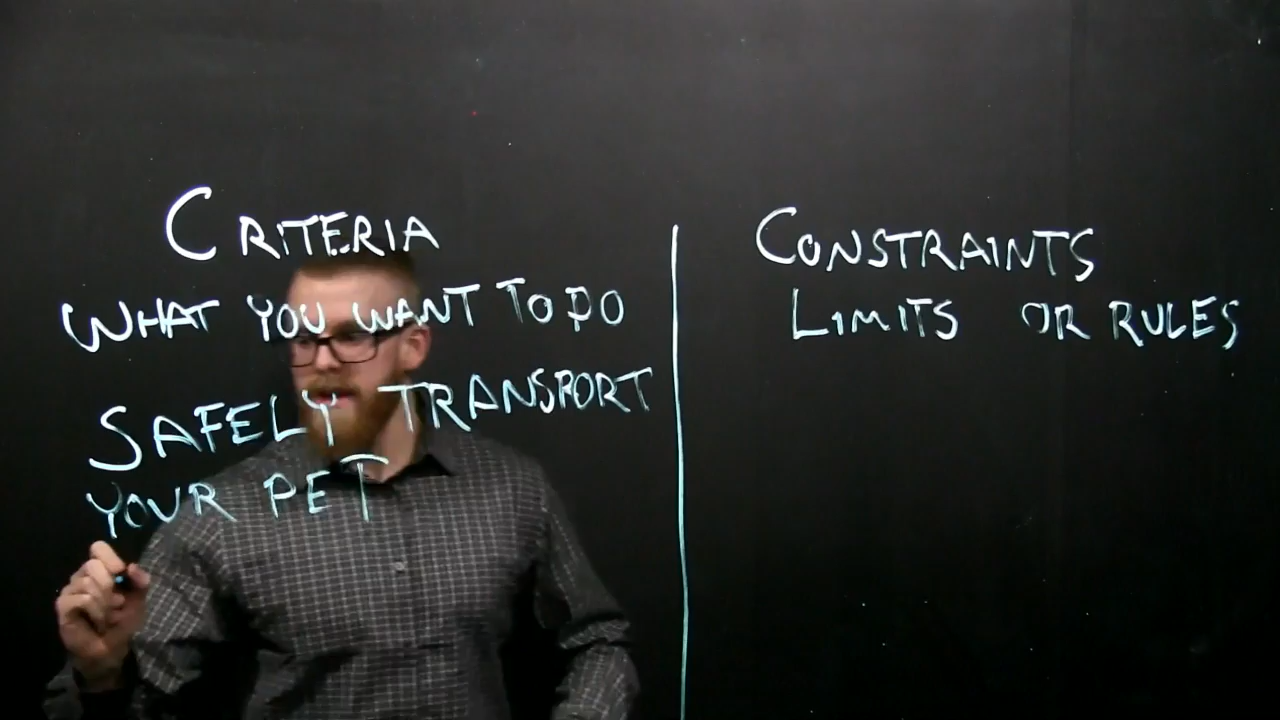 CRITERIA
WHAT YOU WANT TO DO
SAFELY TRANSPORT
YOUR PET
CONSTRAINTS
LIMITS OR RULES